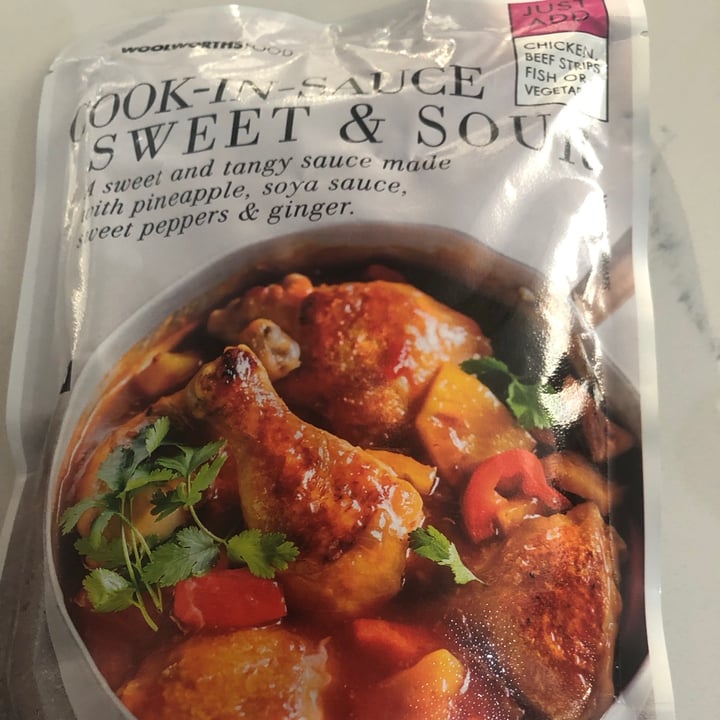 WOOLWORTHS FOOD
JUST
ADD
CHICKEN,
BEEF STRIPS
FISH OR
COOK-IN-SAUCE
SWEET & SOUR
A sweet and tangy sauce made
with pineapple, soya sauce,
sweet peppers & ginger.